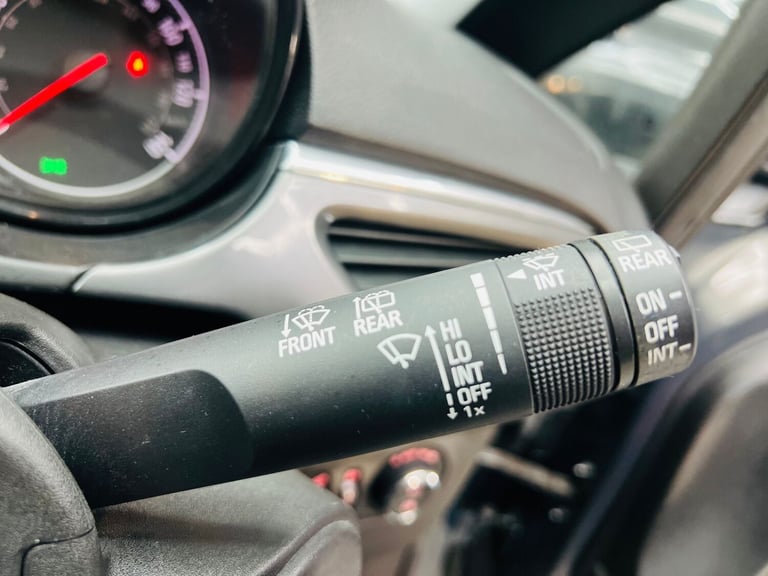 FRONT
REAR
HI
LO
INT
OFF
1x
INT
REAR
ON
OFF
INT